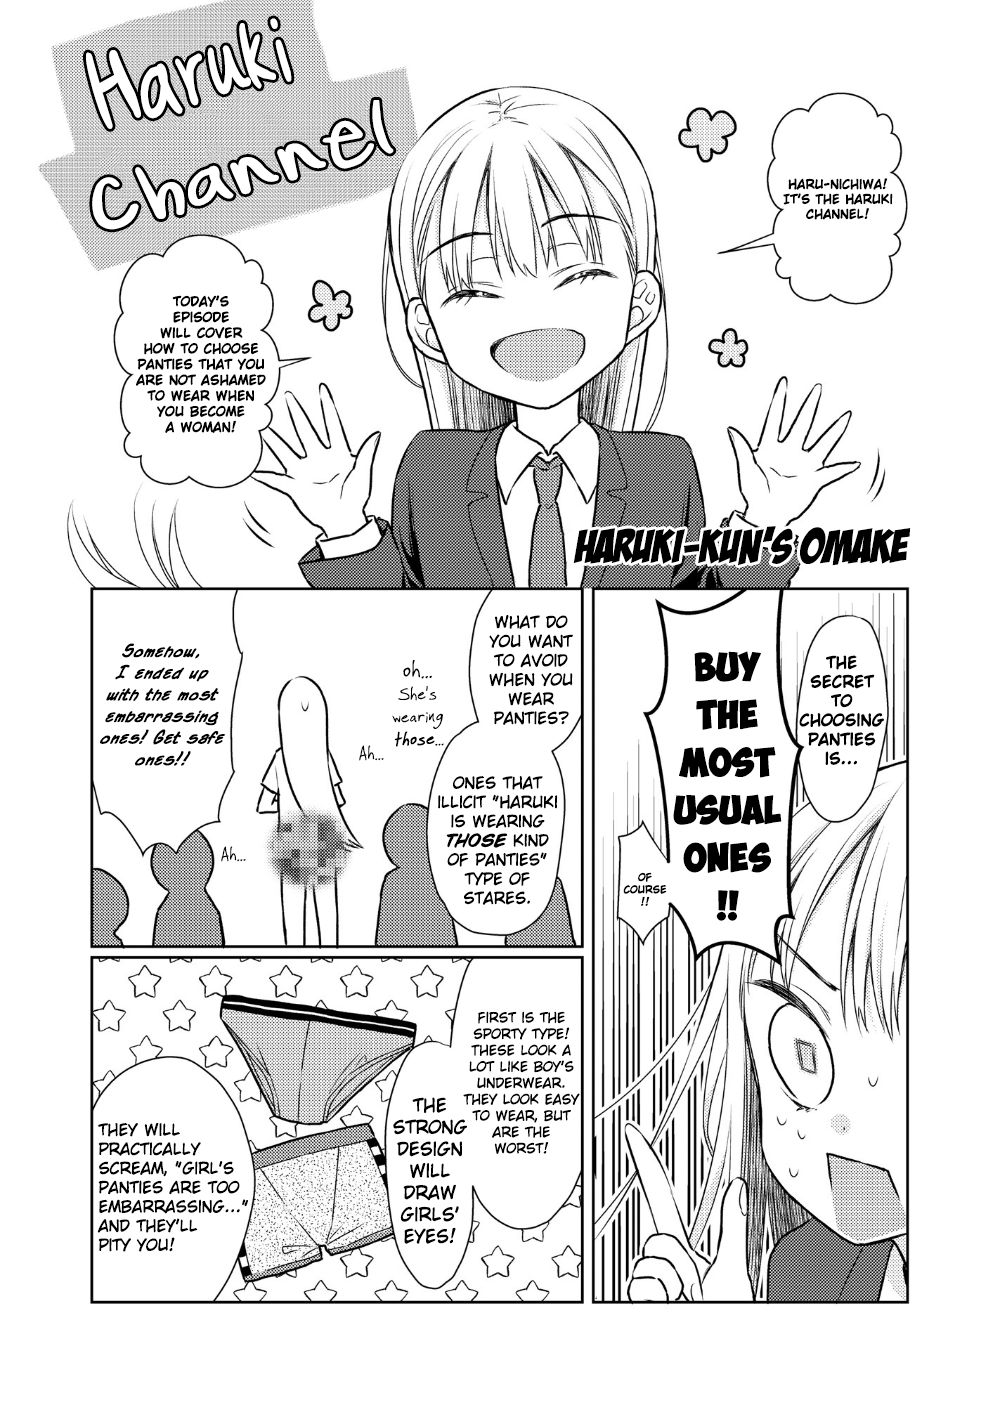 Haruki
Channel
HARU-NICHIWA!
IT'S THE HARUKI
CHANNEL!
TODAY'S
EPISODE
WILL COVER
HOW TO CHOOSE
PANTIES THAT YOU
ARE NOT ASHAMED
TO WEAR WHEN
YOU BECOME
A WOMAN!
HARUKI-KUN'S OMAKE
THE
SECRET
TO
CHOOSING
PANTIES
IS...
BUY
THE
MOST
USUAL
ONES
!!
OF
COURSE
!!
WHAT DO
YOU WANT
TO AVOID
WHEN YOU
WEAR
PANTIES?
ONES THAT
ILLICIT "HARUKI
IS WEARING
THOSE KIND
OF PANTIES"
TYPE OF
STARES.
oh...
She's
wearing
those...
Ah...
Ah...
Somehow,
I ended up
with the most
embarrassing
ones! Get safe
ones!!
FIRST IS THE
SPORTY TYPE!
THESE LOOK A
LOT LIKE BOY'S
UNDERWEAR.
THEY LOOK EASY
TO WEAR, BUT
ARE THE
WORST!
THE
STRONG
DESIGN
WILL
DRAW
GIRLS'
EYES!
THEY WILL
PRACTICALLY
SCREAM, "GIRL'S
PANTIES ARE TOO
EMBARRASSING..."
AND THEY'LL
PITY YOU!